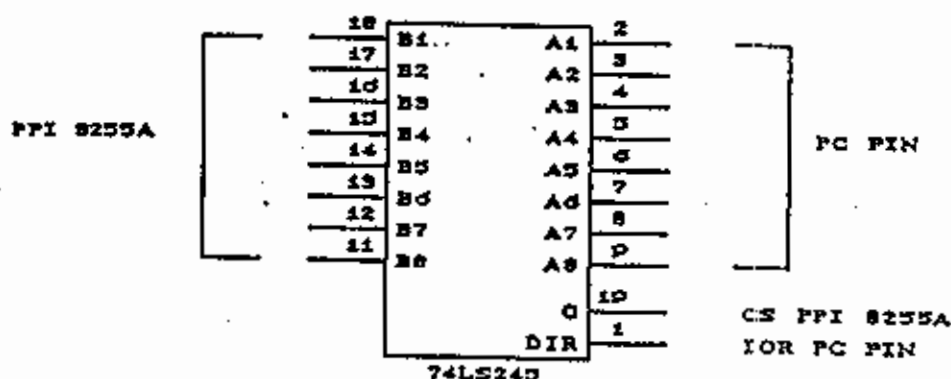 18 B1 A1 2
17 B2 A2 3
16 B3 A3 4
15 B4 A4 5
PPI 8255A
PC PIN
14 B5 A5 6
13 B6 A6 7
12 B7 A7 8
11 B8 A8 9
G 19
CS PPI 8255A
DIR 1
IOR PC PIN
74LS245